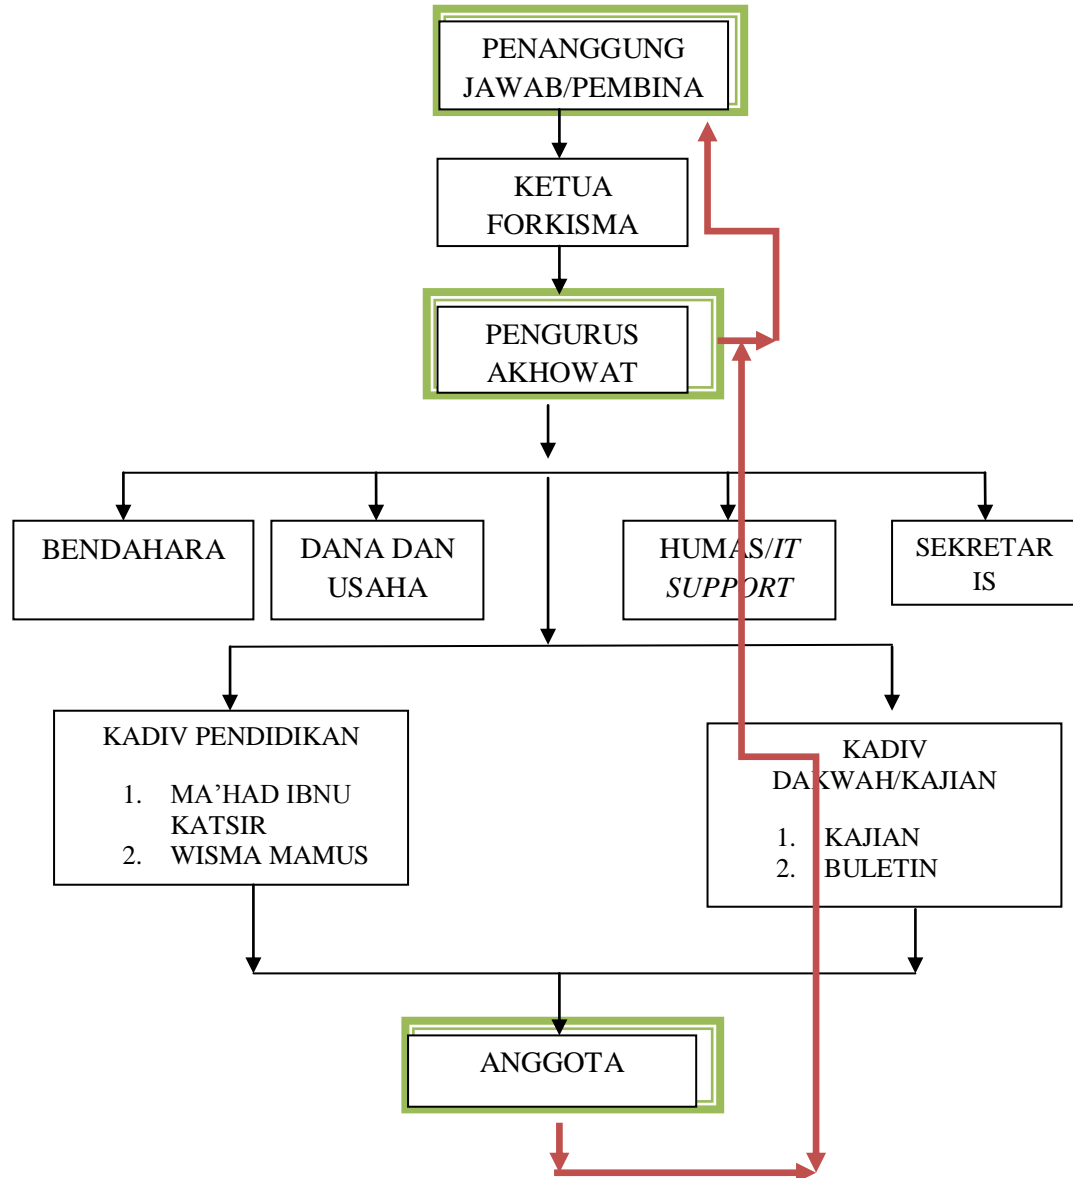 PENANGGUNG
JAWAB/PEMBINA
KETUA
FORKISMA
PENGURUS
AKHOWAT
BENDAHARA
DANA DAN
USAHA
HUMAS/IT
SUPPORT
SEKRETAR
IS
KADIV PENDIDIKAN
1. MA’HAD IBNU
KATSIR
2. WISMA MAMUS
KADIV
DAKWAH/KAJIAN
1. KAJIAN
2. BULETIN
ANGGOTA